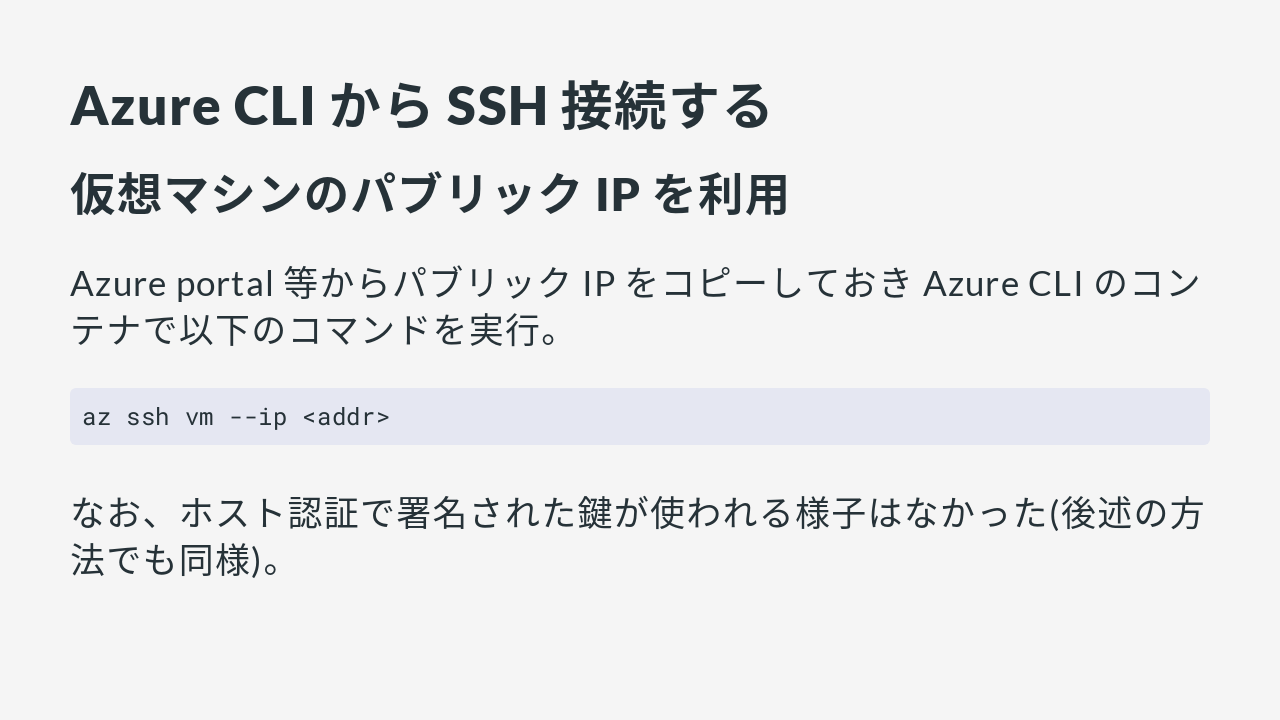 Azure CLI から SSH 接続する
仮想マシンのパブリック IP を利用
Azure portal 等からパブリック IP をコピーしておき Azure CLI のコン
テナで以下のコマンドを実行。
az ssh vm --ip <addr>
なお、ホスト認証で署名された鍵が使われる様子はなかった(後述の方
法でも同様)。